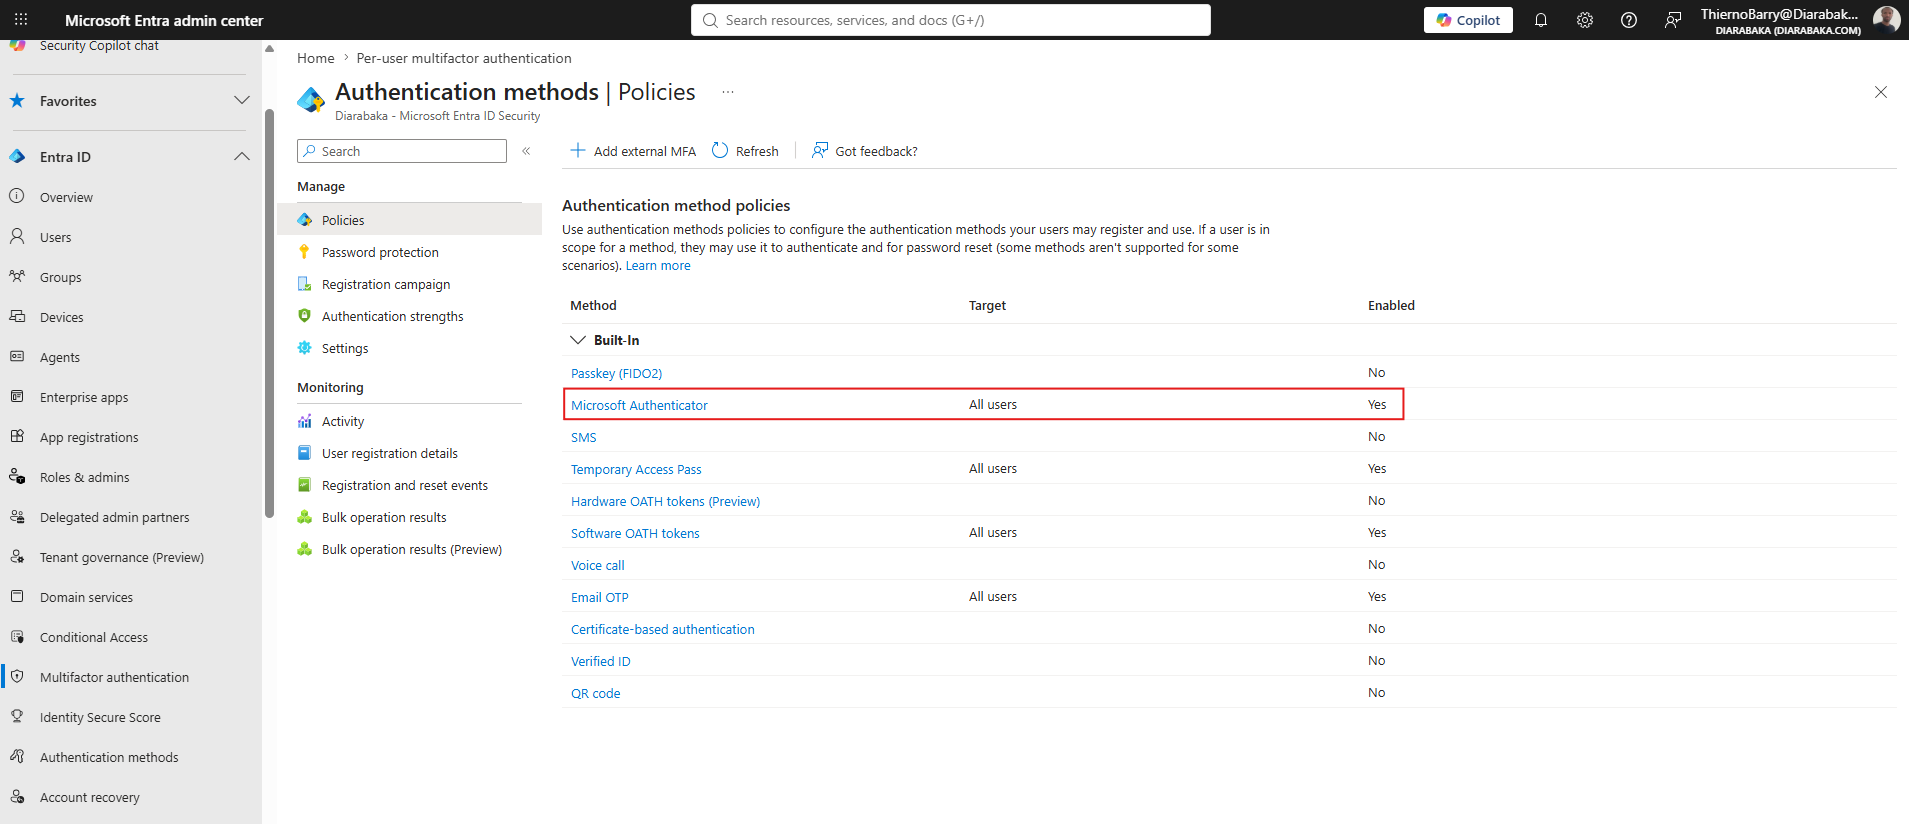 Microsoft Entra admin center
Search resources, services, and docs (G+/)
Copilot
ThiernoBarry@Diarabak...
DIARABAKA (DIARABAKA.COM)
Security Copilot chat
Favorites
Entra ID
Overview
Users
Groups
Devices
Agents
Enterprise apps
App registrations
Roles & admins
Delegated admin partners
Tenant governance (Preview)
Domain services
Conditional Access
Multifactor authentication
Identity Secure Score
Authentication methods
Account recovery
Home > Per-user multifactor authentication
Authentication methods | Policies ...
Diarabaka - Microsoft Entra ID Security
Search
Manage
Policies
Password protection
Registration campaign
Authentication strengths
Settings
Monitoring
Activity
User registration details
Registration and reset events
Bulk operation results
Bulk operation results (Preview)
Add external MFA Refresh Got feedback?
Authentication method policies
Use authentication methods policies to configure the authentication methods your users may register and use. If a user is in
scope for a method, they may use it to authenticate and for password reset (some methods aren't supported for some
scenarios). Learn more
Method Target Enabled
Built-In
Passkey (FIDO2) No
Microsoft Authenticator All users Yes
SMS No
Temporary Access Pass All users Yes
Hardware OATH tokens (Preview) No
Software OATH tokens All users Yes
Voice call No
Email OTP All users Yes
Certificate-based authentication No
Verified ID No
QR code No